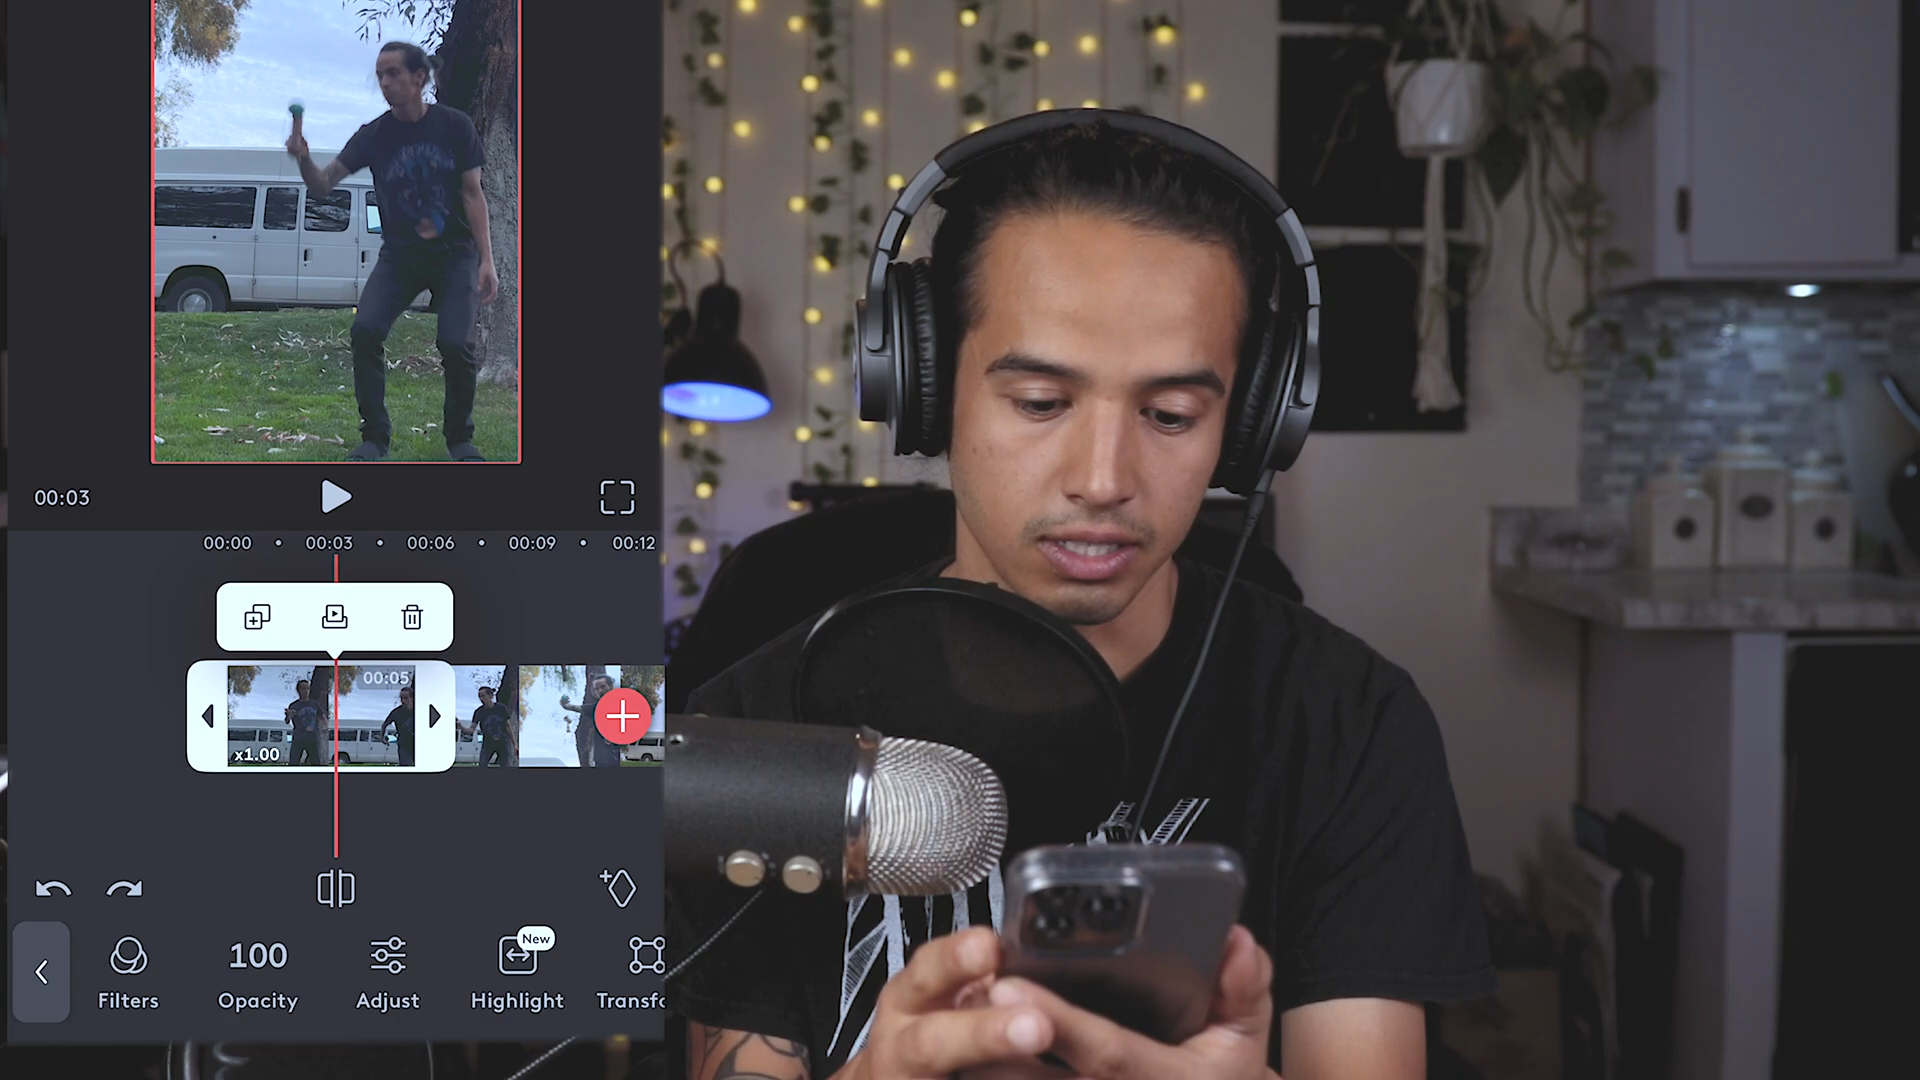 00:03
00:00 • 00:03 • 00:06 • 00:09 • 00:12
00:05
x1.00
New
100
Filters Opacity Adjust Highlight Transfo